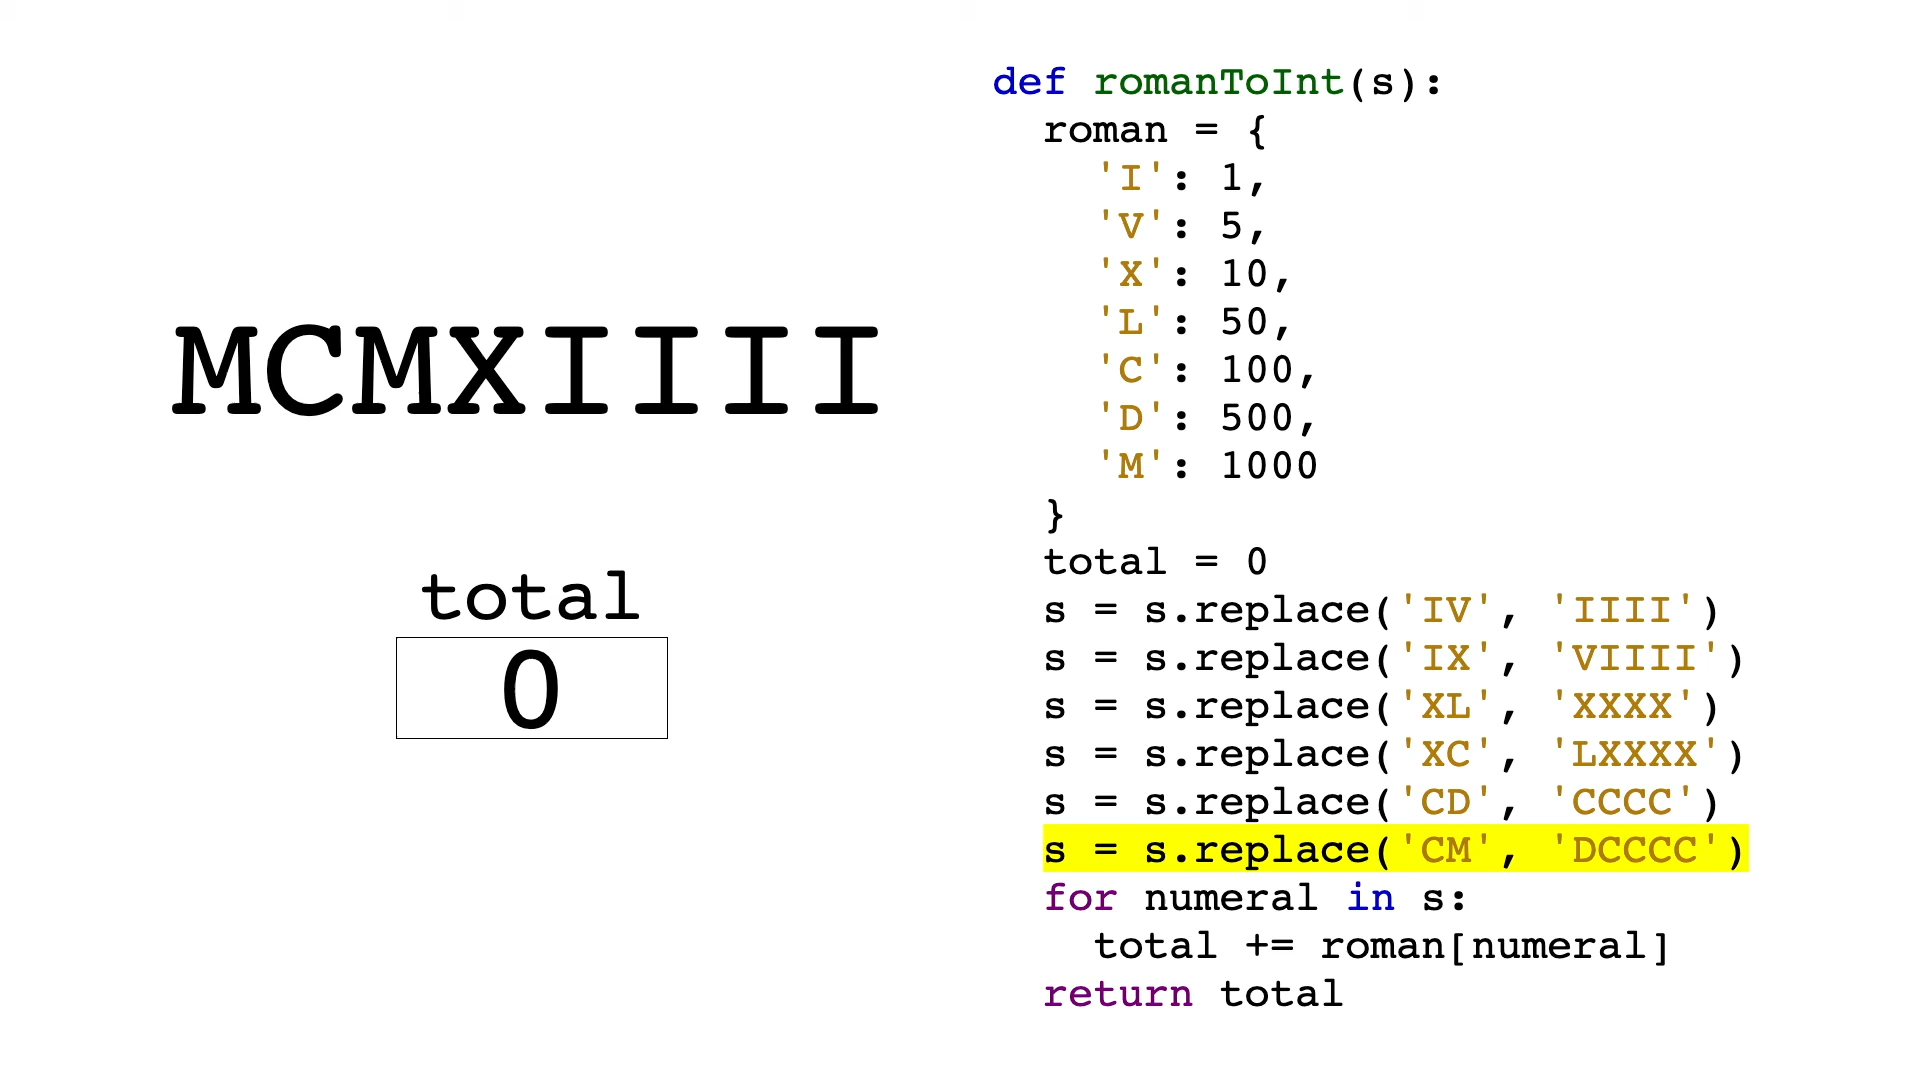 MCMXIIII
total
0
def romanToInt(s):
roman = {
'I': 1,
'V': 5,
'X': 10,
'L': 50,
'C': 100,
'D': 500,
'M': 1000
}
total = 0
s = s.replace('IV', 'IIII')
s = s.replace('IX', 'VIIII')
s = s.replace('XL', 'XXXX')
s = s.replace('XC', 'LXXXX')
s = s.replace('CD', 'CCCC')
s = s.replace('CM', 'DCCCC')
for numeral in s:
total += roman[numeral]
return total